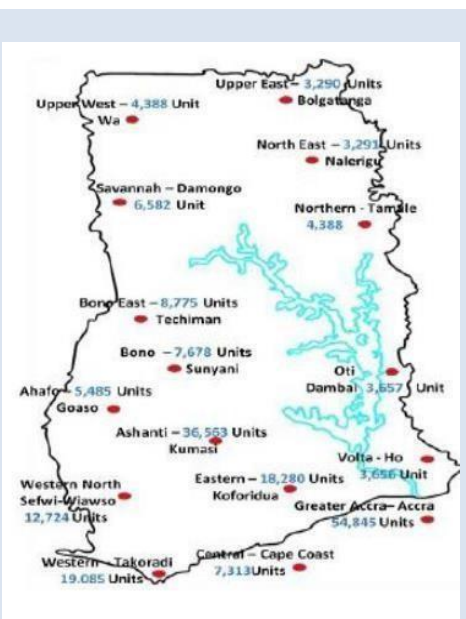 Upper East – 3,290 Units
Bolgatanga
Upper West – 4,388 Unit
Wa
North East – 3,291 Units
Nalerigu
Savannah – Damongo
6,582 Unit
Northern - Tamale
4,388
Bono East – 8,775 Units
Techiman
Bono – 7,678 Units
Sunyani
Oti
Dambai 3,657 Unit
Ahafo – 5,485 Units
Goaso
Ashanti – 36,563 Units
Kumasi
Volta - Ho
3,656 Unit
Eastern – 18,280 Units
Koforidua
Western North
Sefwi-Wiawso
12,724 Units
Greater Accra– Accra
54,845 Units
Central – Cape Coast
7,313Units
Western - Takoradi
19.085 Units